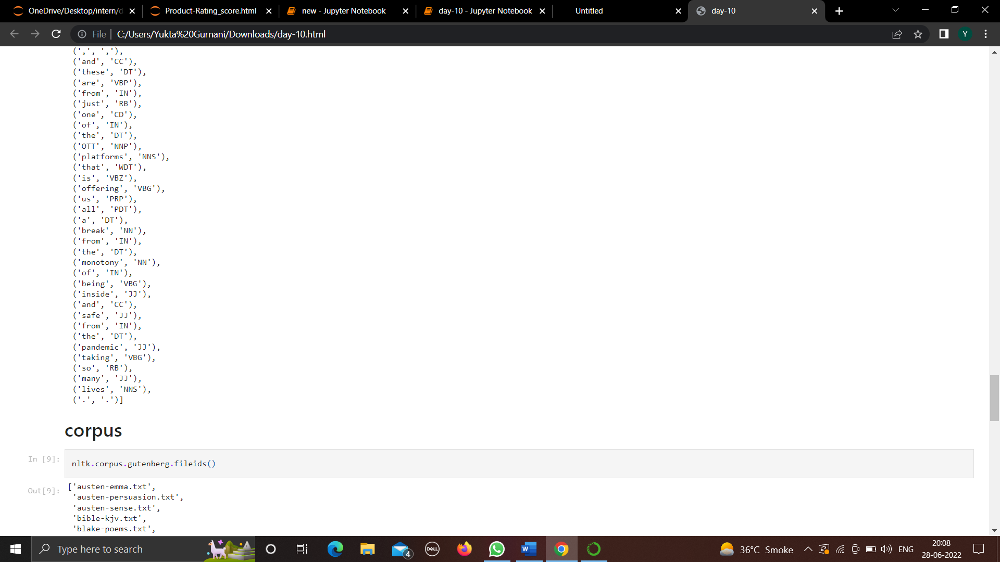 OneDrive/Desktop/intern/d
Product-Rating_score.html
new - Jupyter Notebook
day-10 - Jupyter Notebook
Untitled
day-10
File | C:/Users/Yukta%20Gurnani/Downloads/day-10.html
Y
(',', ','),
('and', 'CC'),
('these', 'DT'),
('are', 'VBP'),
('from', 'IN'),
('just', 'RB'),
('one', 'CD'),
('of', 'IN'),
('the', 'DT'),
('OTT', 'NNP'),
('platforms', 'NNS'),
('that', 'WDT'),
('is', 'VBZ'),
('offering', 'VBG'),
('us', 'PRP'),
('all', 'PDT'),
('a', 'DT'),
('break', 'NN'),
('from', 'IN'),
('the', 'DT'),
('monotony', 'NN'),
('of', 'IN'),
('being', 'VBG'),
('inside', 'JJ'),
('and', 'CC'),
('safe', 'JJ'),
('from', 'IN'),
('the', 'DT'),
('pandemic', 'JJ'),
('taking', 'VBG'),
('so', 'RB'),
('many', 'JJ'),
('lives', 'NNS'),
('.', '.')]
corpus
In [9]:
nltk.corpus.gutenberg.fileids()
Out[9]:
['austen-emma.txt',
'austen-persuasion.txt',
'austen-sense.txt',
'bible-kjv.txt',
'blake-poems.txt',
Type here to search
4
DELL
W
36°C Smoke
ENG
20:08
28-06-2022